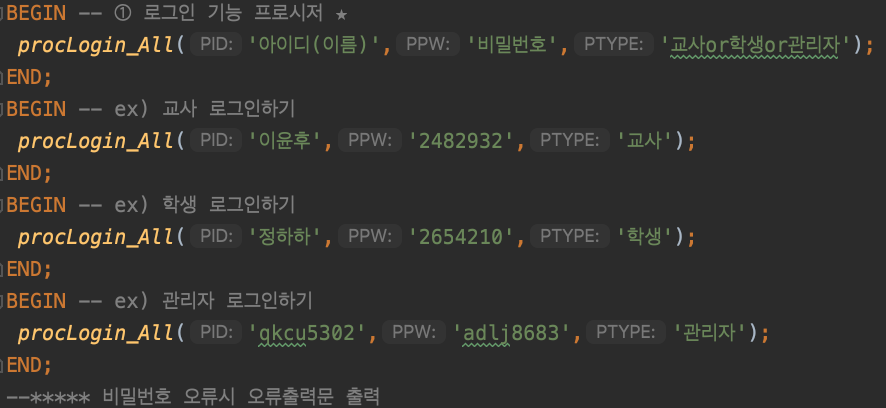 BEGIN -- ① 로그인 기능 프로시저 ★
procLogin_All( PID: '아이디(이름)', PPW: '비밀번호', PTYPE: '교사or학생or관리자');
END;
BEGIN -- ex) 교사 로그인하기
procLogin_All( PID: '이윤후', PPW: '2482932', PTYPE: '교사');
END;
BEGIN -- ex) 학생 로그인하기
procLogin_All( PID: '정하하', PPW: '2654210', PTYPE: '학생');
END;
BEGIN -- ex) 관리자 로그인하기
procLogin_All( PID: 'qkcu5302', PPW: 'adlj8683', PTYPE: '관리자');
END;
--***** 비밀번호 오류시 오류출력문 출력